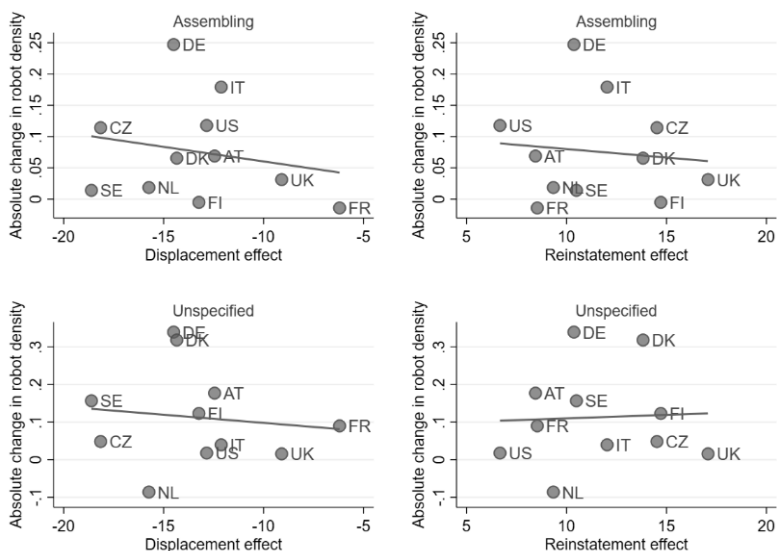 Assembling
Absolute change in robot density
.25
.2
.15
.1
.05
0
DE
IT
US
CZ
DK
AT
SE
NL
FI
UK
FR
-20
-15
-10
-5
Displacement effect
Assembling
Absolute change in robot density
.25
.2
.15
.1
.05
0
DE
IT
US
CZ
AT
DK
NL
SE
UK
FR
FI
5
10
15
20
Reinstatement effect
Unspecified
Absolute change in robot density
.3
.2
.1
0
-.1
DE
DK
AT
SE
FI
FR
CZ
IT
US
UK
NL
-20
-15
-10
-5
Displacement effect
Unspecified
Absolute change in robot density
.3
.2
.1
0
-.1
DE
DK
AT
SE
FI
FR
CZ
IT
US
UK
NL
5
10
15
20
Reinstatement effect